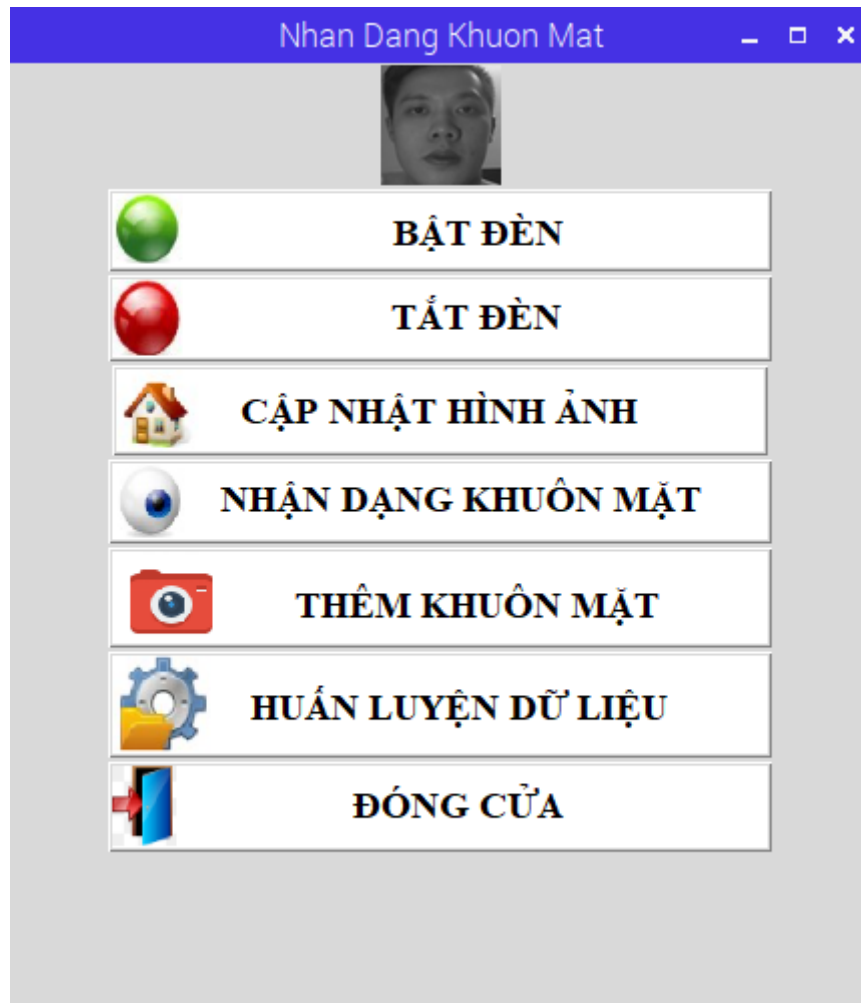 Nhan Dang Khuon Mat
BẬT ĐÈN
TẮT ĐÈN
CẬP NHẬT HÌNH ẢNH
NHẬN DẠNG KHUÔN MẶT
THÊM KHUÔN MẶT
HUẤN LUYỆN DỮ LIỆU
ĐÓNG CỬA